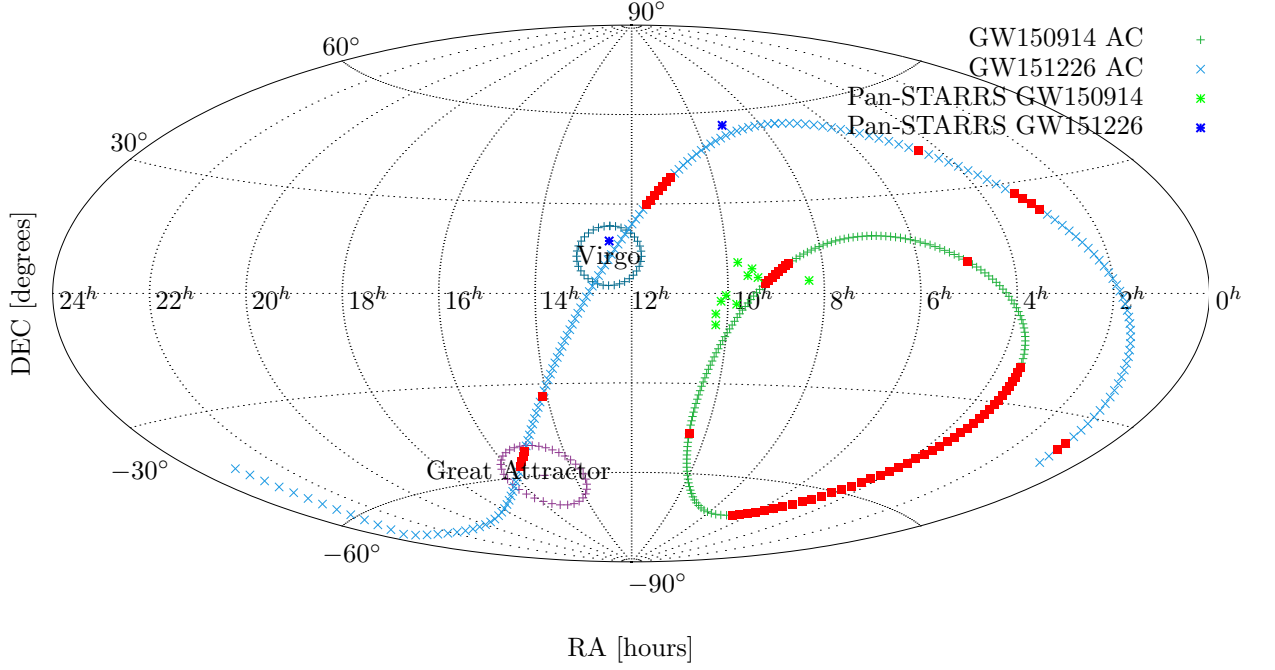 90°
60°
GW150914 AC
GW151226 AC
Pan-STARRS GW150914
Pan-STARRS GW151226
30°
Virgo
24ʰ 22ʰ 20ʰ 18ʰ 16ʰ 14ʰ 12ʰ 10ʰ 8ʰ 6ʰ 4ʰ 2ʰ 0ʰ
DEC [degrees]
Great Attractor
−30°
−60°
−90°
RA [hours]